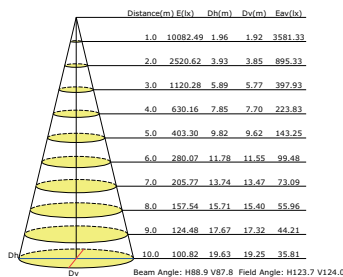 Distance(m) E(lx) Dh(m) Dv(m) Eav(lx)
1.0 10082.49 1.96 1.92 3581.33
2.0 2520.62 3.93 3.85 895.33
3.0 1120.28 5.89 5.77 397.93
4.0 630.16 7.85 7.70 223.83
5.0 403.30 9.82 9.62 143.25
6.0 280.07 11.78 11.55 99.48
7.0 205.77 13.74 13.47 73.09
8.0 157.54 15.71 15.40 55.96
9.0 124.48 17.67 17.32 44.21
Dh 10.0 100.82 19.63 19.25 35.81
Dv
Beam Angle: H88.9 V87.8 Field Angle: H123.7 V124.0